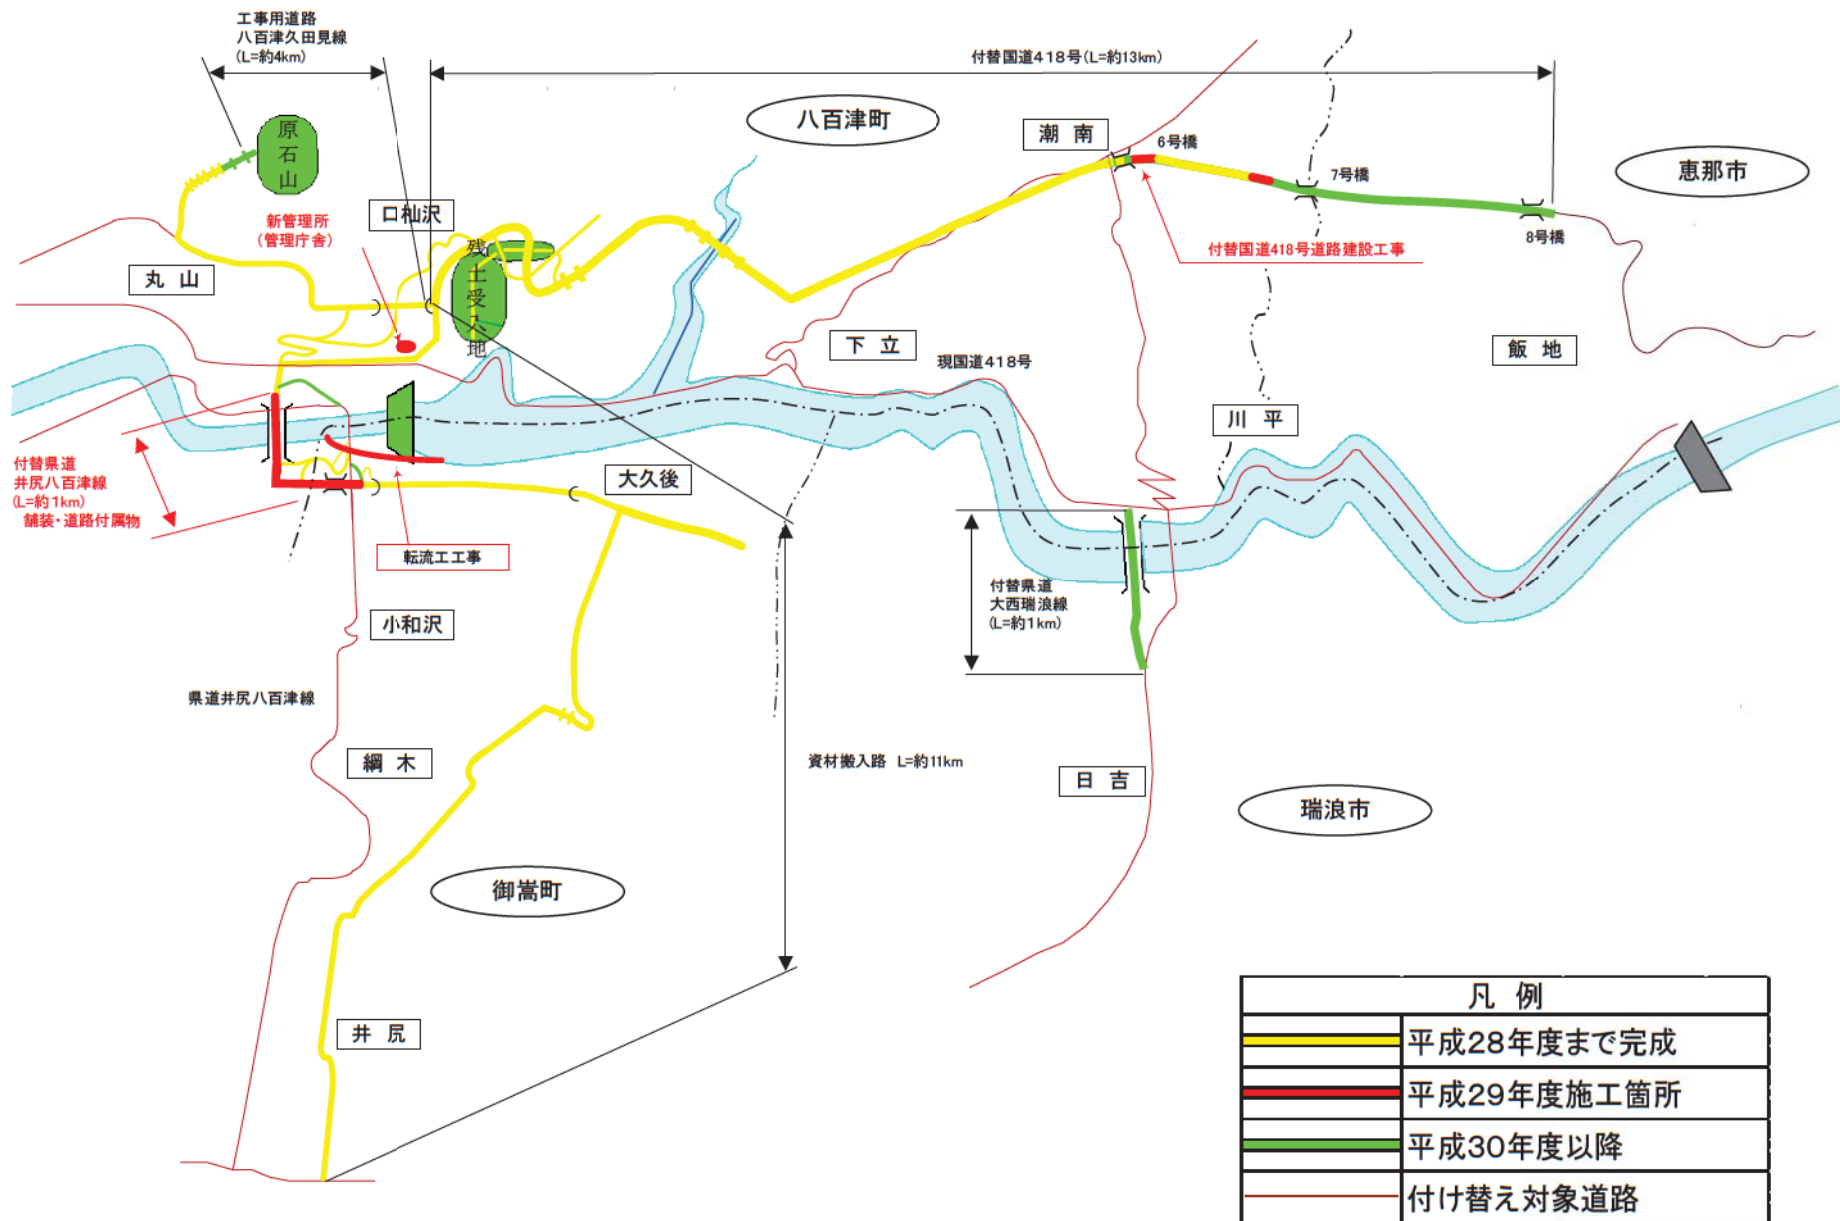 工事用道路
八百津久田見線
(L=約4km)
付替国道418号(L=約13km)
八百津町
潮南
6号橋
7号橋
8号橋
恵那市
原石山
新管理所
(管理庁舎)
口杣沢
残土受入地
丸山
付替国道418号道路建設工事
下立
現国道418号
飯地
川平
付替県道
井尻八百津線
(L=約1km)
舗装・道路付属物
大久後
転流工工事
付替県道
大西瑞浪線
(L=約1km)
小和沢
県道井尻八百津線
綱木
資材搬入路 L=約11km
日吉
瑞浪市
御嵩町
井尻
凡例
平成28年度まで完成
平成29年度施工箇所
平成30年度以降
付け替え対象道路